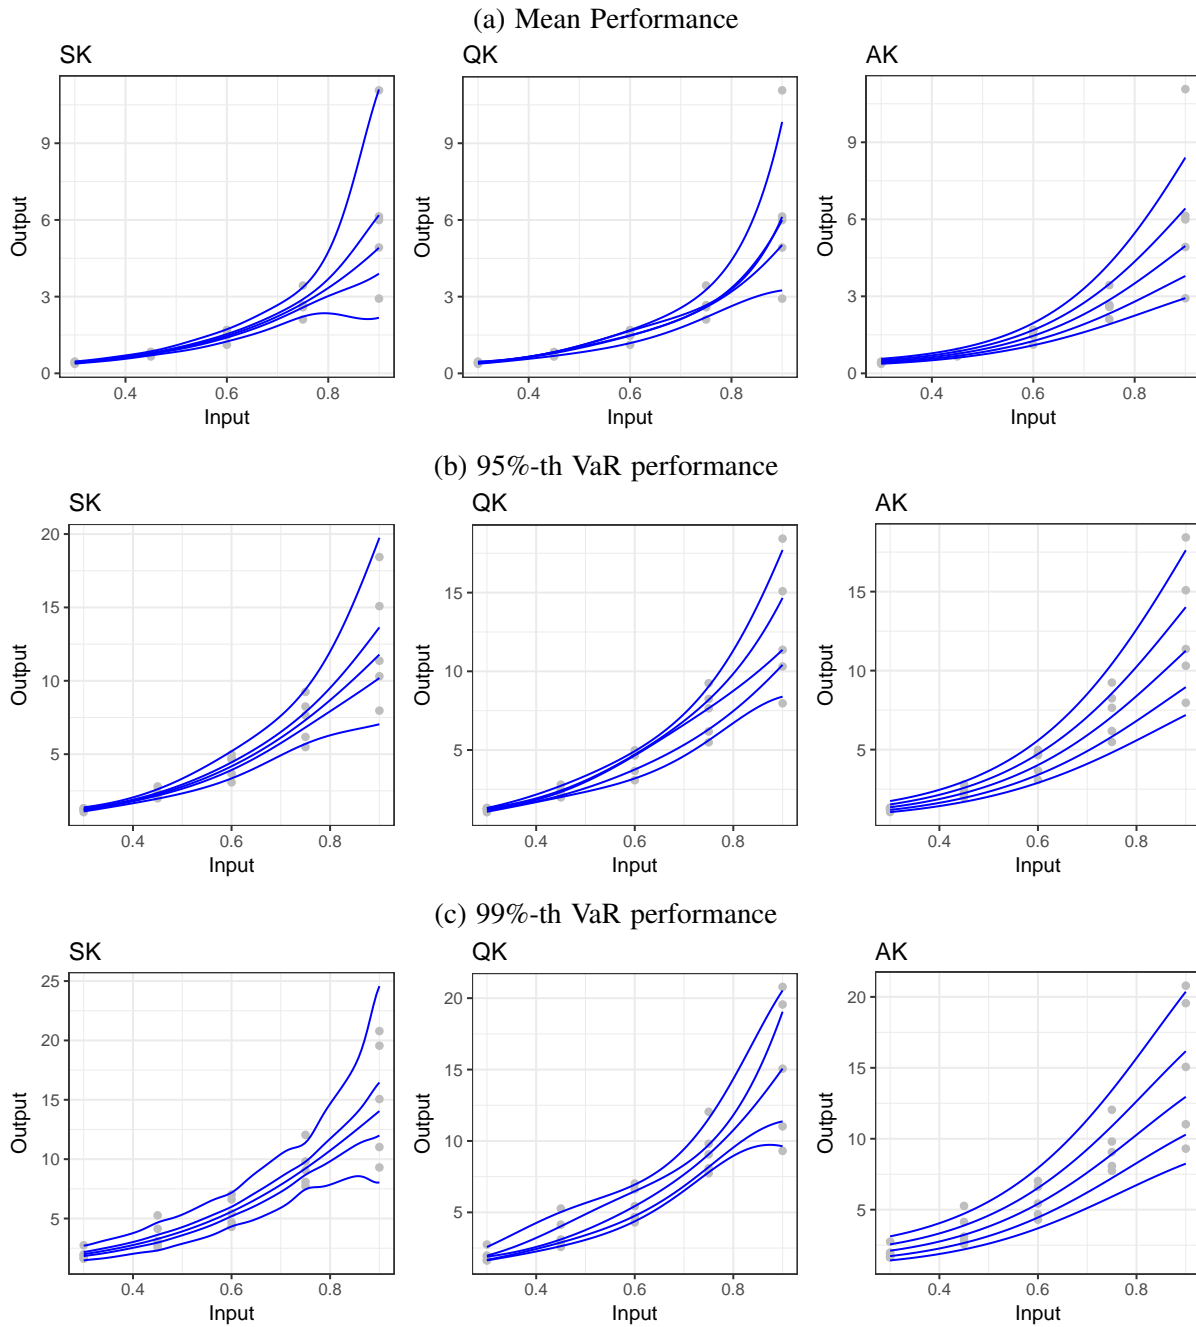 (a) Mean Performance
SK QK AK
9 9 9
6 6 6
3 3 3
0 0 0
Output Output Output
0.4 0.6 0.8 0.4 0.6 0.8 0.4 0.6 0.8
Input Input Input
(b) 95%-th VaR performance
SK QK AK
20
15 15 15
10 10 10
5 5 5
Output Output Output
0.4 0.6 0.8 0.4 0.6 0.8 0.4 0.6 0.8
Input Input Input
(c) 99%-th VaR performance
SK QK AK
25
20 20 20
15 15 15
10 10 10
5 5 5
Output Output Output
0.4 0.6 0.8 0.4 0.6 0.8 0.4 0.6 0.8
Input Input Input